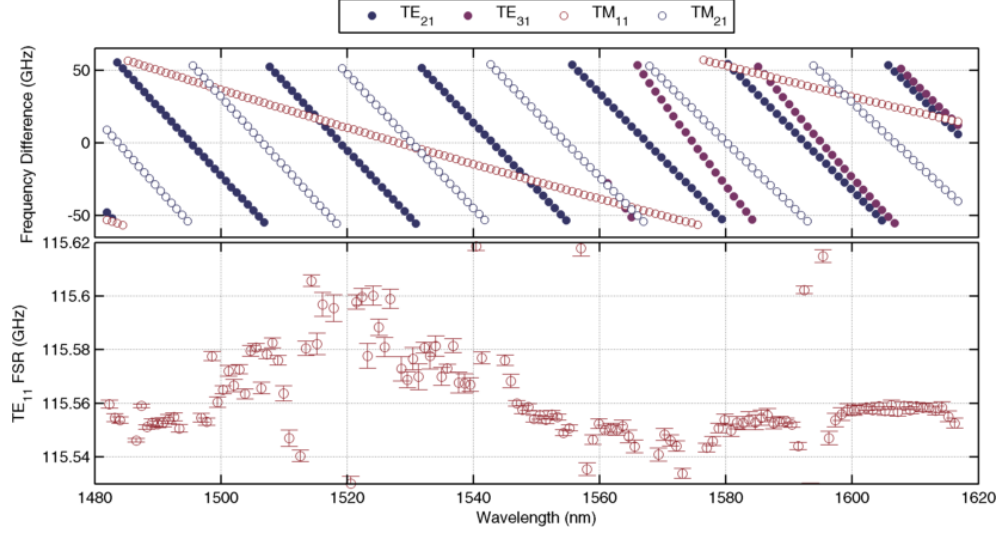 TE21 TE31 TM11 TM21
Frequency Difference (GHz)
50
0
-50
TE11 FSR (GHz)
115.62
115.6
115.58
115.56
115.54
1480 1500 1520 1540 1560 1580 1600 1620
Wavelength (nm)